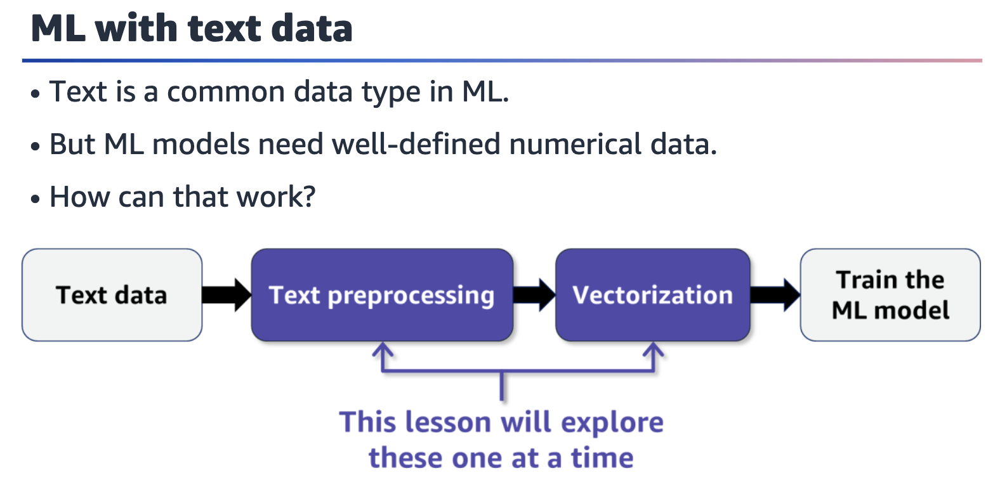 ML with text data
• Text is a common data type in ML.
• But ML models need well-defined numerical data.
• How can that work?
Text data
Text preprocessing
Vectorization
Train the
ML model
This lesson will explore
these one at a time